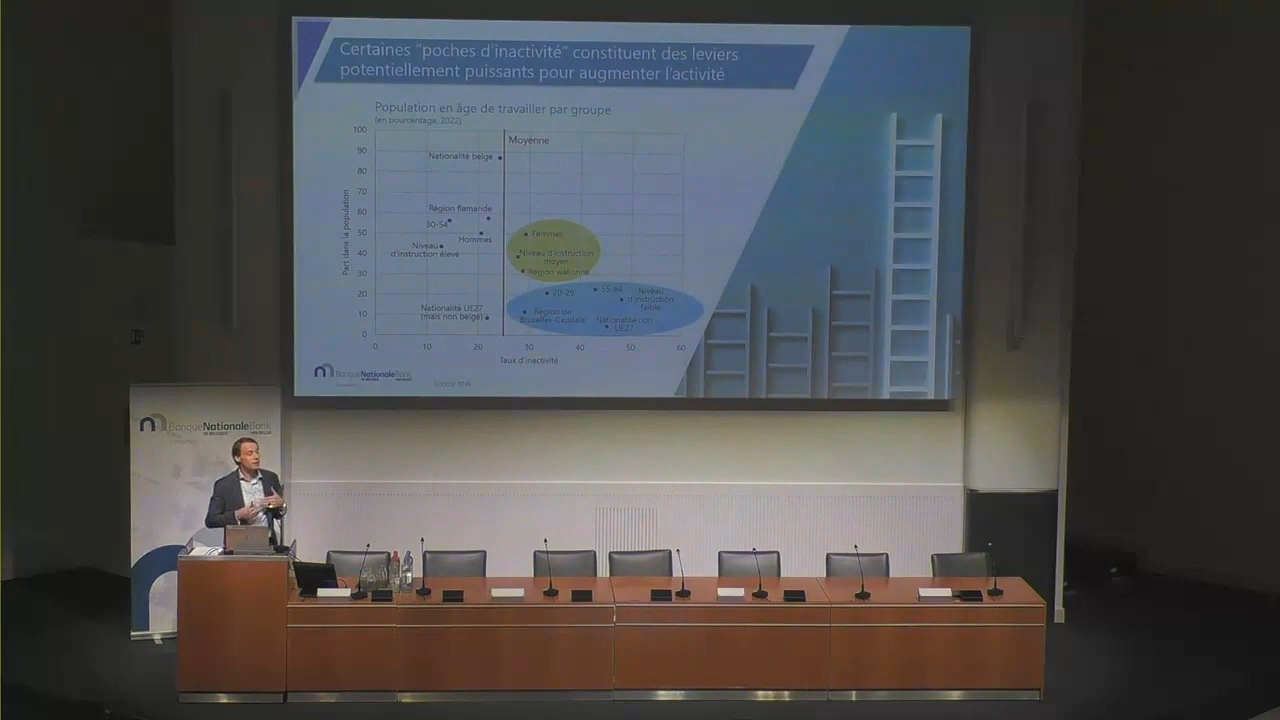 Certaines "poches d'inactivité" constituent des leviers
potentiellement puissants pour augmenter l'activité
Population en âge de travailler par groupe
(en pourcentage, 2022)
Part dans la population
100
90
80
70
60
50
40
30
20
10
0
Moyenne
Nationalité belge
Région flamande
30-54
Hommes
Niveau
d'instruction élevé
Nationalité UE27
(mais non belge)
Femmes
Niveau d'instruction
moyen
Région wallonne
20-29
55-64
Niveau
d'instruction
faible
Région de
Bruxelles-Capitale
Nationalité non
UE27
0
10
20
30
40
50
60
Taux d'inactivité
BanqueNationaleBank
Source: BNB
BanqueNationaleBank